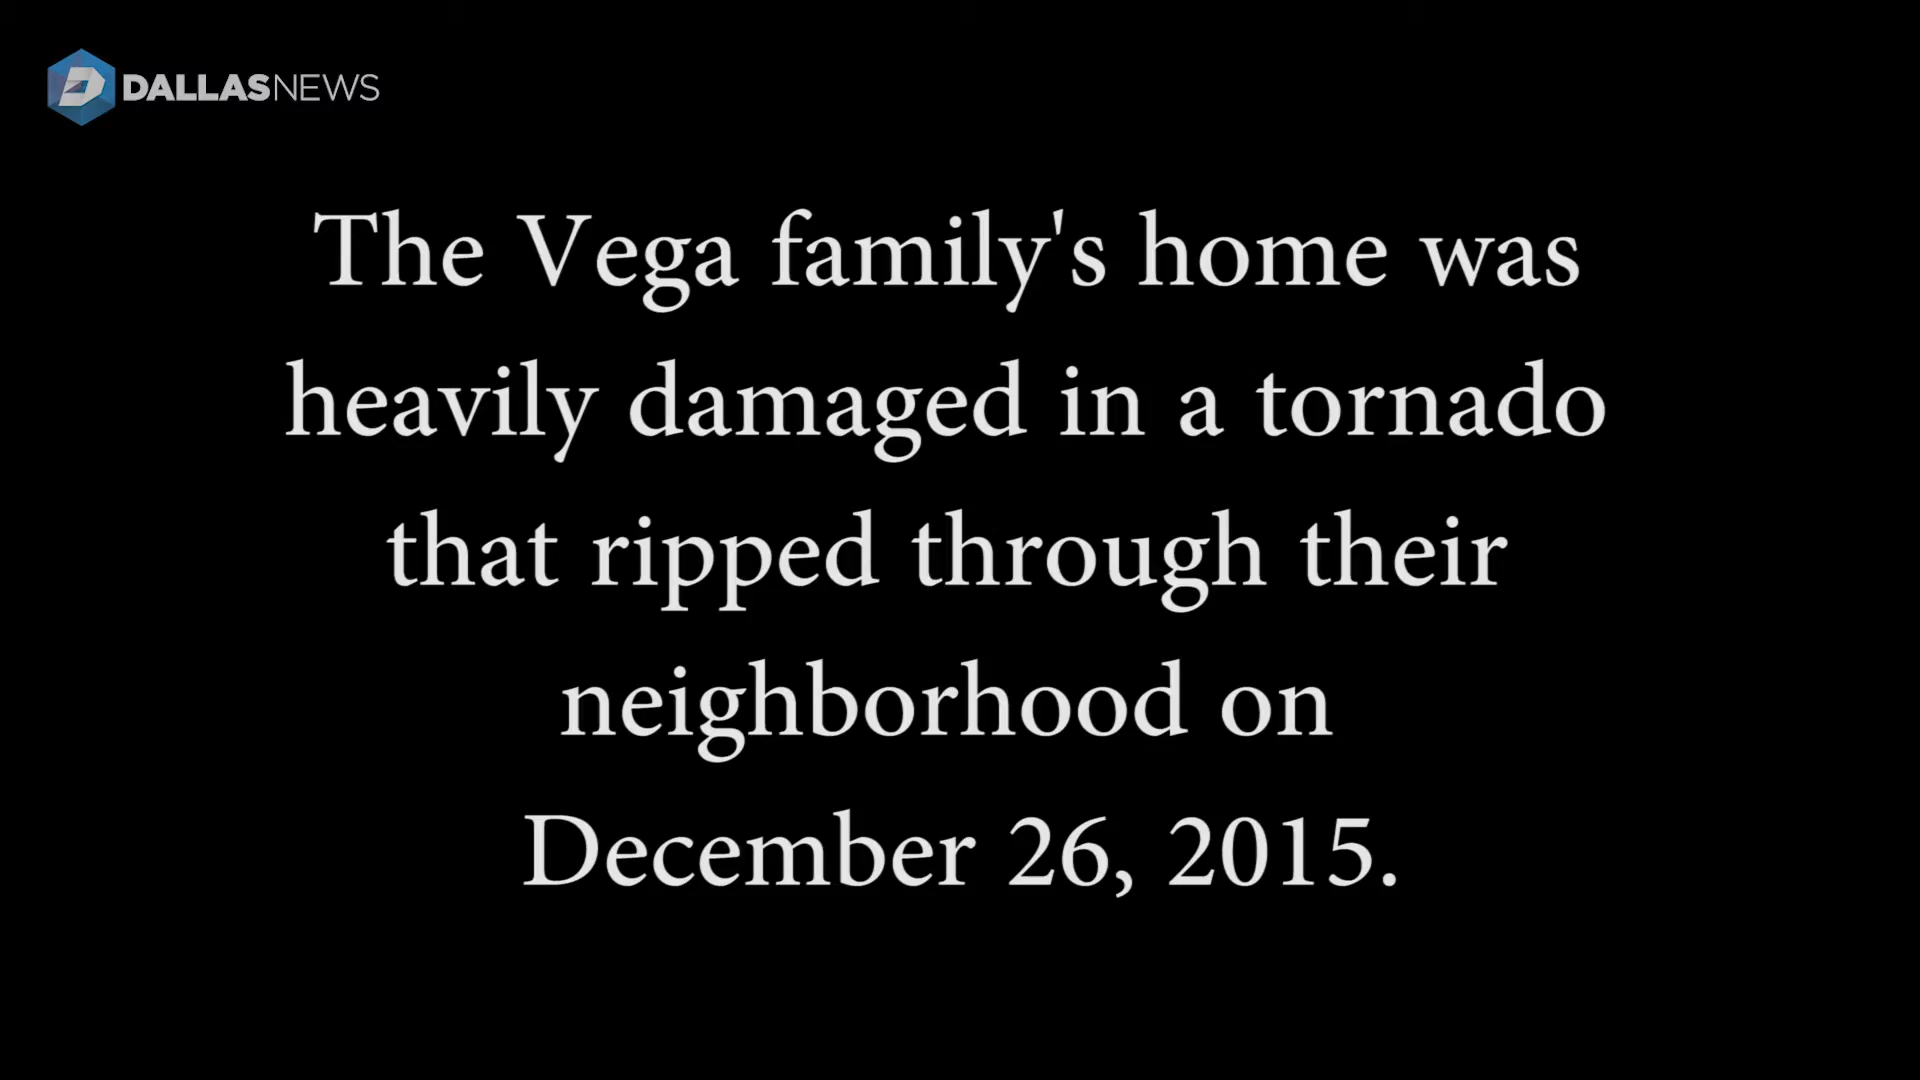 DALLASNEWS
The Vega family's home was
heavily damaged in a tornado
that ripped through their
neighborhood on
December 26, 2015.